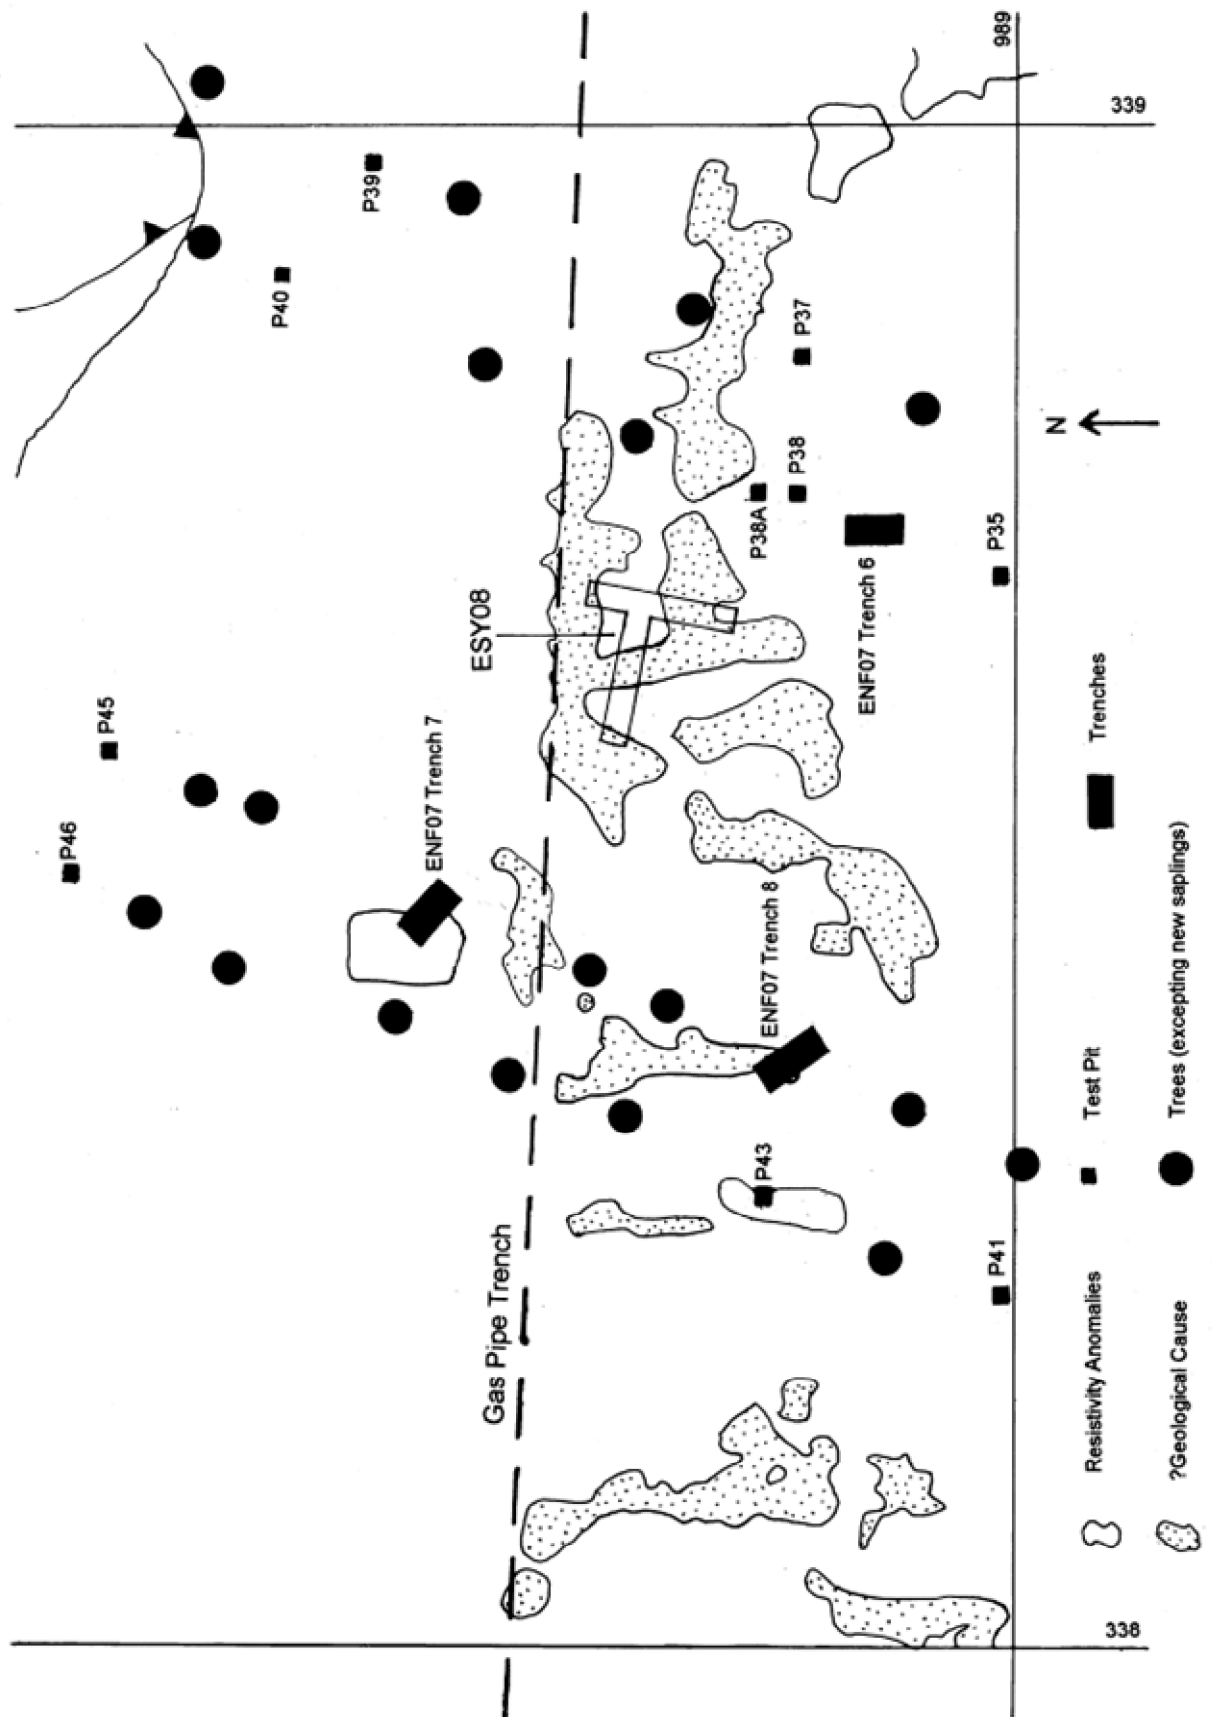 P46
P45
P40
P39
ENF07 Trench 7
ESY08
Gas Pipe Trench
P43
ENF07 Trench 8
P38A
P38
P37
ENF07 Trench 6
P41
P35
989
N
338
339
Resistivity Anomalies
Test Pit
Trenches
?Geological Cause
Trees (excepting new saplings)